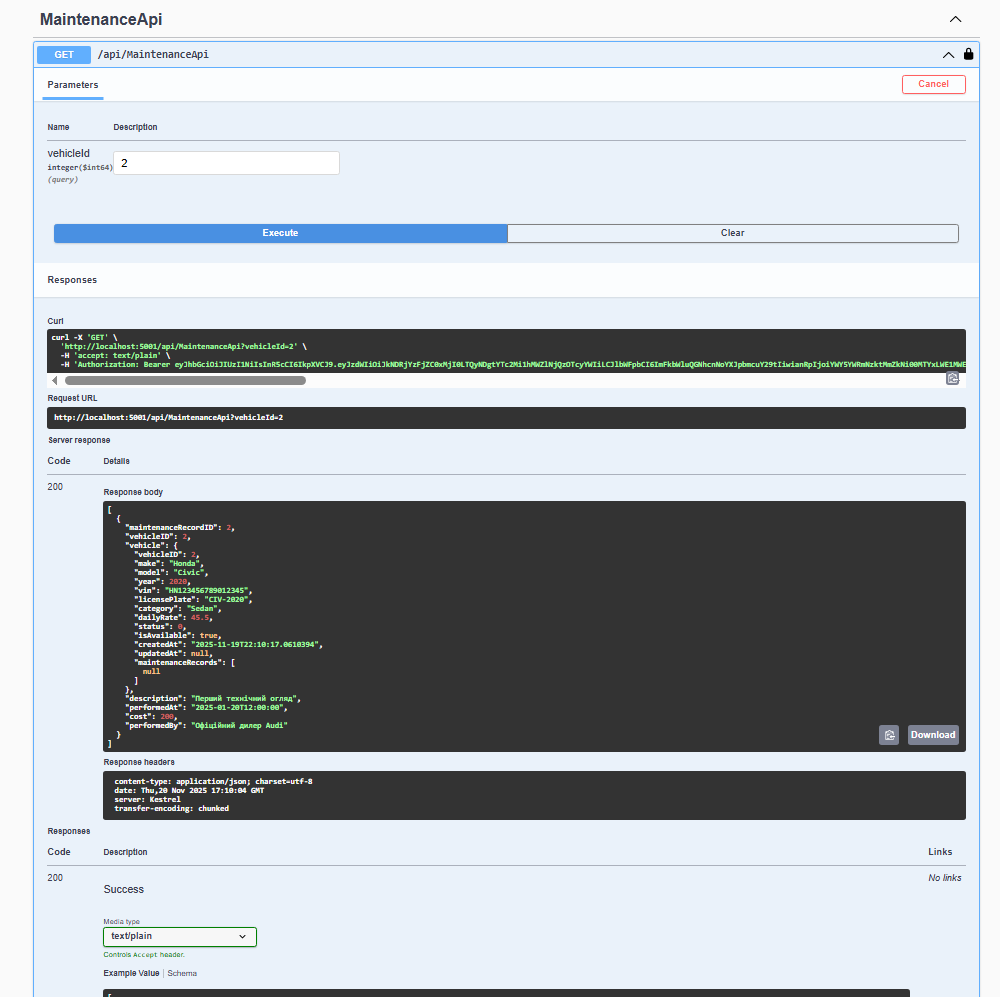 MaintenanceApi
GET /api/MaintenanceApi
Parameters
Cancel
Name Description
vehicleId
integer($int64)
(query)
2
Execute Clear
Responses
Curl
curl -X 'GET' \
'http://localhost:5001/api/MaintenanceApi?vehicleId=2' \
-H 'accept: text/plain' \
-H 'Authorization: Bearer
Request URL
http://localhost:5001/api/MaintenanceApi?vehicleId=2
Server response
Code Details
200
Response body
[
{
"maintenanceRecordID": 2,
"vehicleID": 2,
"vehicle": {
"vehicleID": 2,
"make": "Honda",
"model": "Civic",
"year": 2020,
"vin": "HN123456789012345",
"licensePlate": "CIV-2020",
"category": "Sedan",
"dailyRate": 45.5,
"status": 0,
"isAvailable": true,
"createdAt": "2025-11-19T22:10:17.0610394",
"updatedAt": null,
"maintenanceRecords": [
null
]
},
"description": "Перший технічний огляд",
"performedAt": "2025-01-20T12:00:00",
"cost": 200,
"performedBy": "Офіційний дилер Audi"
}
]
Download
Response headers
content-type: application/json; charset=utf-8
date: Thu,20 Nov 2025 17:10:04 GMT
server: Kestrel
transfer-encoding: chunked
Responses
Code Description Links
200
Success
No links
Media type
text/plain
Controls Accept header.
Example Value Schema
[